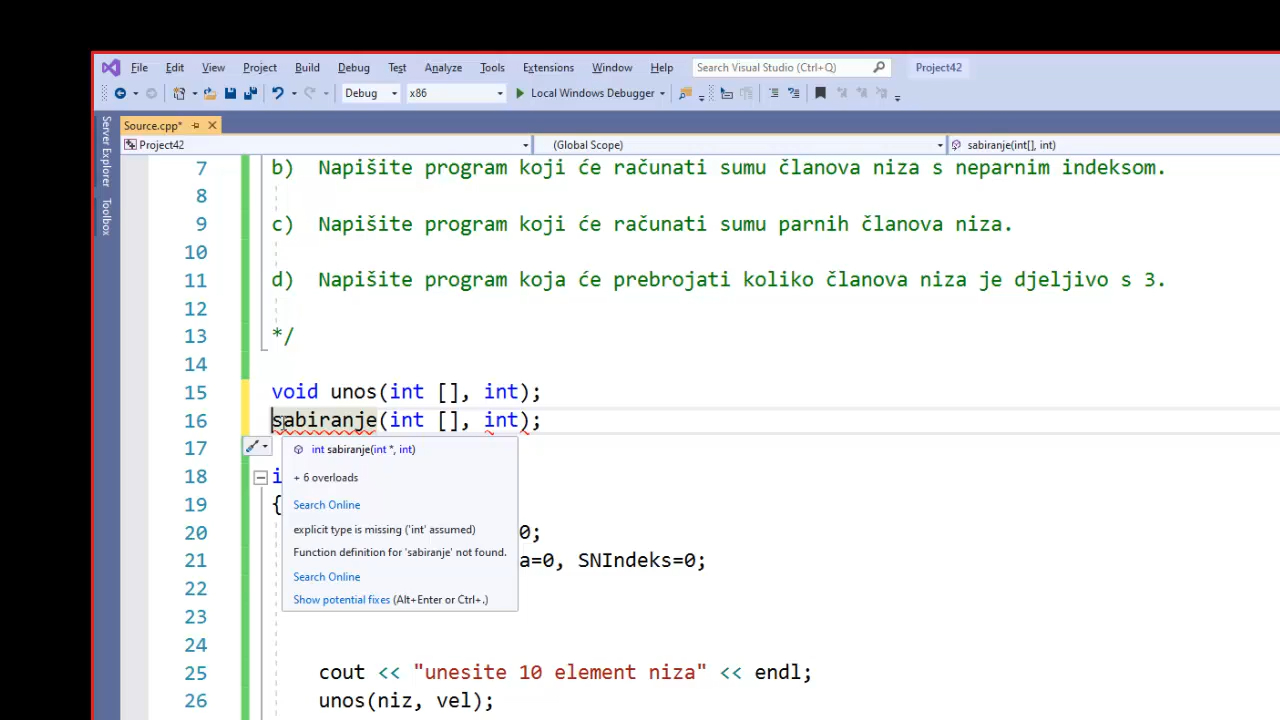 File Edit View Project Build Debug Test Analyze Tools Extensions Window Help Search Visual Studio (Ctrl+Q) Project42
Debug x86 Local Windows Debugger
Server Explorer
Toolbox
Source.cpp*
Project42 (Global Scope) sabiranje(int[], int)
7 b) Napišite program koji će računati sumu članova niza s neparnim indeksom.
8
9 c) Napišite program koji će računati sumu parnih članova niza.
10
11 d) Napišite program koja će prebrojati koliko članova niza je djeljivo s 3.
12
13 */
14
15 void unos(int [], int);
16 sabiranje(int [], int);
17
int sabiranje(int *, int)
18 i
+ 6 overloads
19 {
Search Online
20 0;
explicit type is missing ('int' assumed)
Function definition for 'sabiranje' not found.
21 a=0, SNIndeks=0;
Search Online
22
Show potential fixes (Alt+Enter or Ctrl+.)
23
24
25 cout << "unesite 10 element niza" << endl;
26 unos(niz, vel);